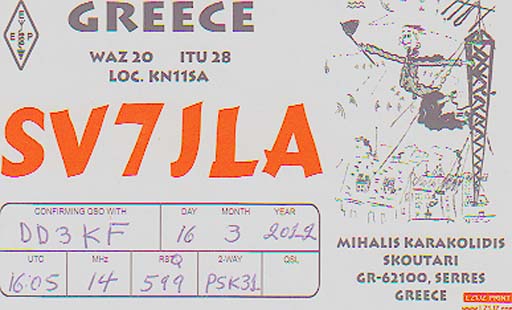 GREECE
WAZ 20 ITU 28
LOC. KN11SA
SV7JLA
CONFIRMING QSO WITH DAY MONTH YEAR
DD3KF 16 3 2012
UTC MHz RST 2-WAY QSL
16:05 14 599 PSK31
MIHALIS KARAKOLIDIS
SKOUTARI
GR-62100, SERRES
GREECE